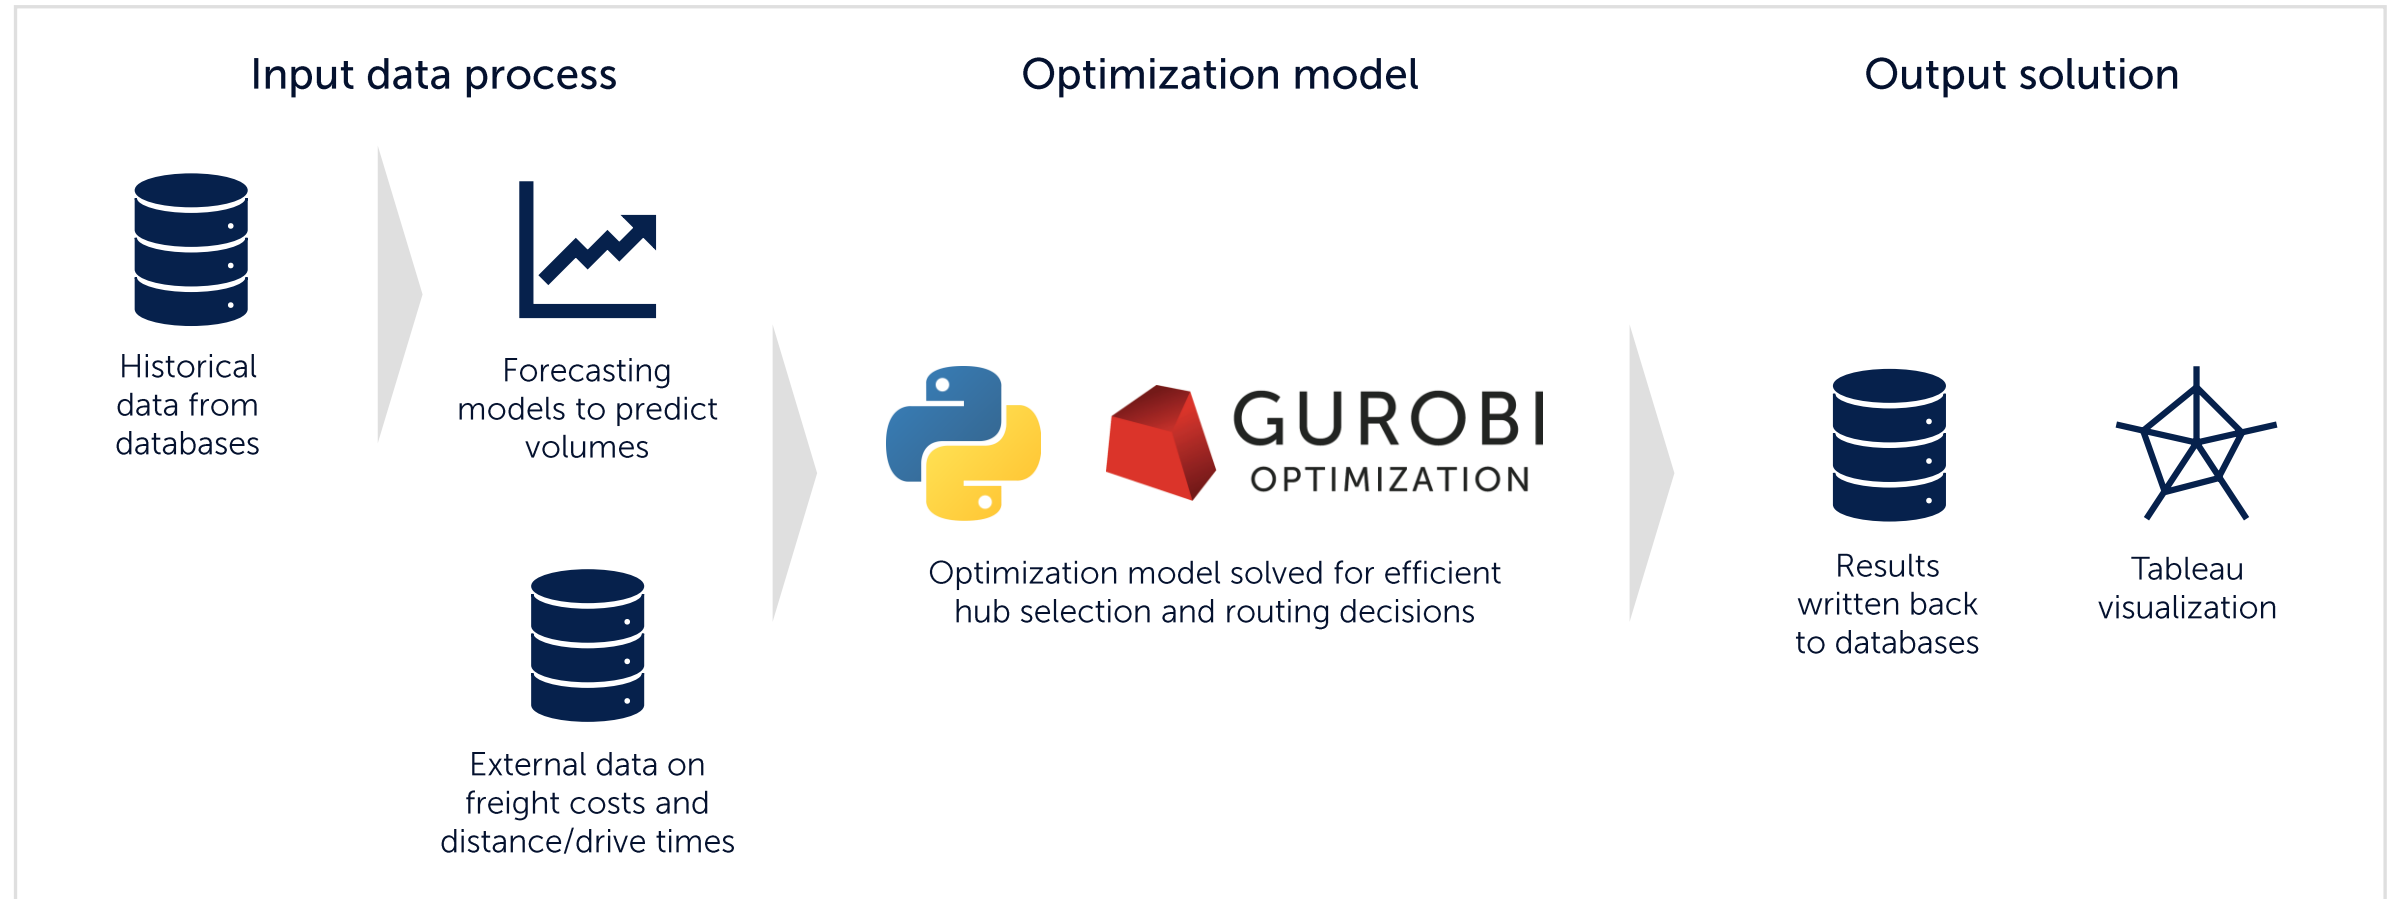 Input data process
Optimization model
Output solution
Historical
data from
databases
Forecasting
models to predict
volumes
External data on
freight costs and
distance/drive times
GUROBI
OPTIMIZATION
Optimization model solved for efficient
hub selection and routing decisions
Results
written back
to databases
Tableau
visualization